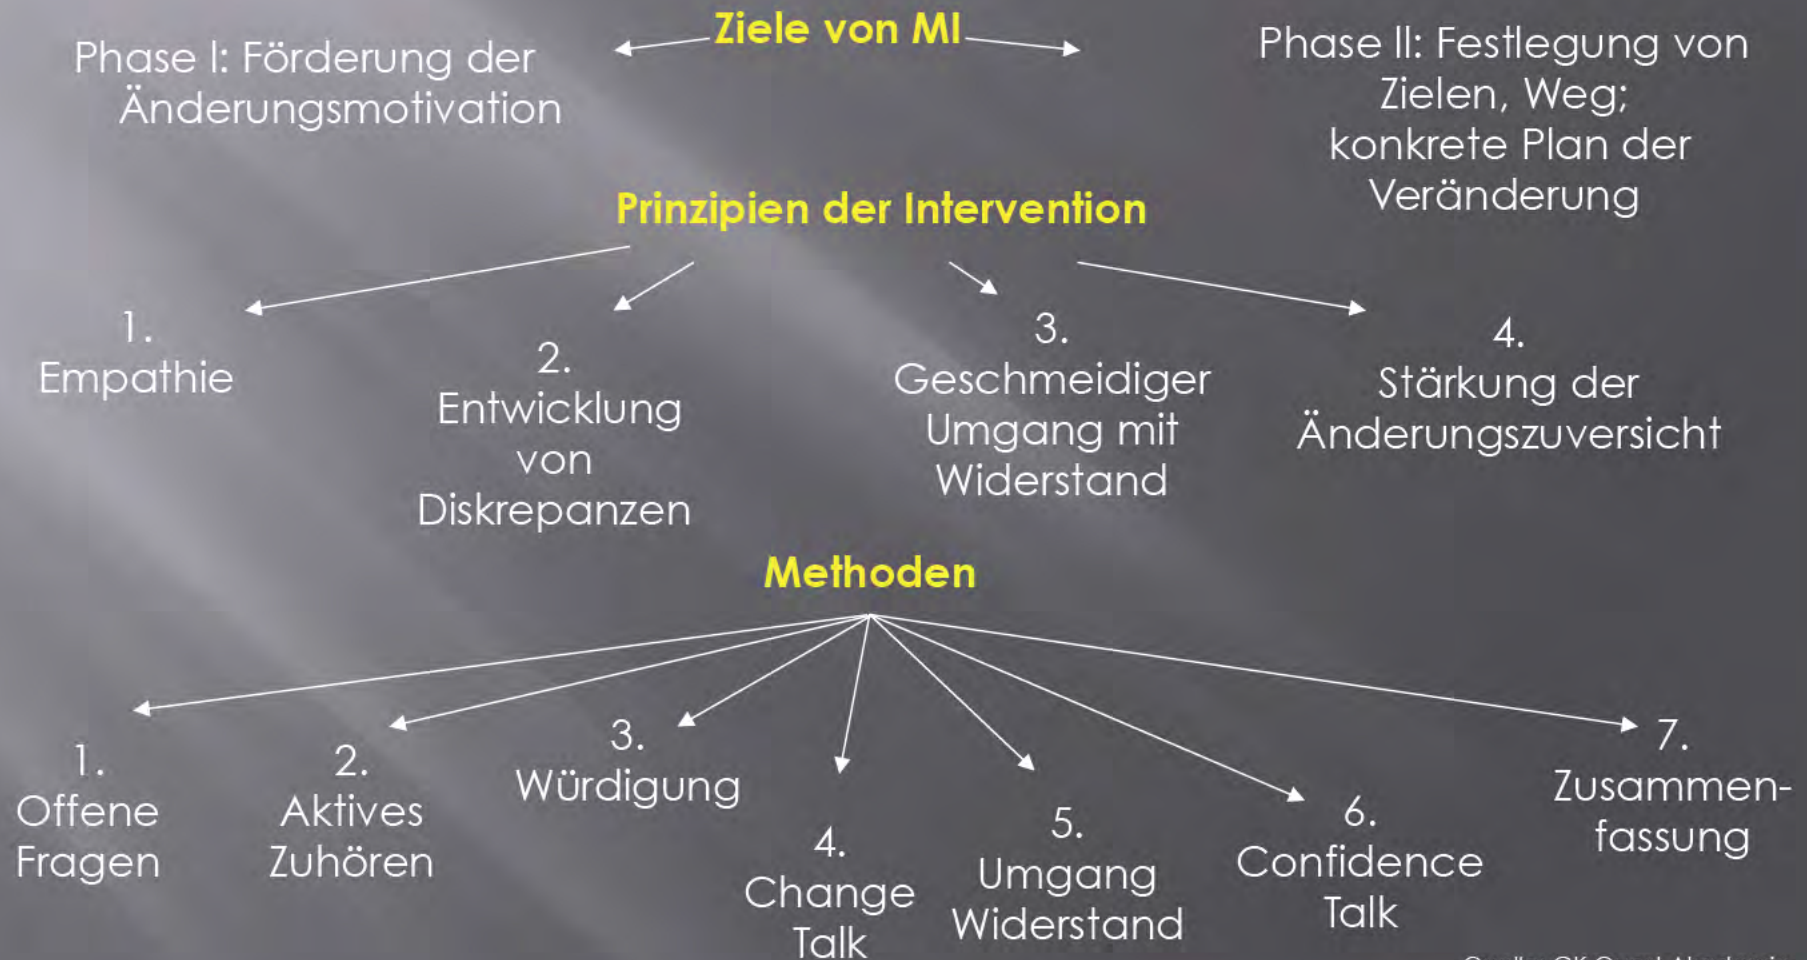 Ziele von MI
Phase I: Förderung der
Änderungsmotivation
Phase II: Festlegung von
Zielen, Weg;
konkrete Plan der
Veränderung
Prinzipien der Intervention
1.
Empathie
2.
Entwicklung
von
Diskrepanzen
3.
Geschmeidiger
Umgang mit
Widerstand
4.
Stärkung der
Änderungszuversicht
Methoden
1.
Offene
Fragen
2.
Aktives
Zuhören
3.
Würdigung
4.
Change
Talk
5.
Umgang
Widerstand
6.
Confidence
Talk
7.
Zusammen-
fassung